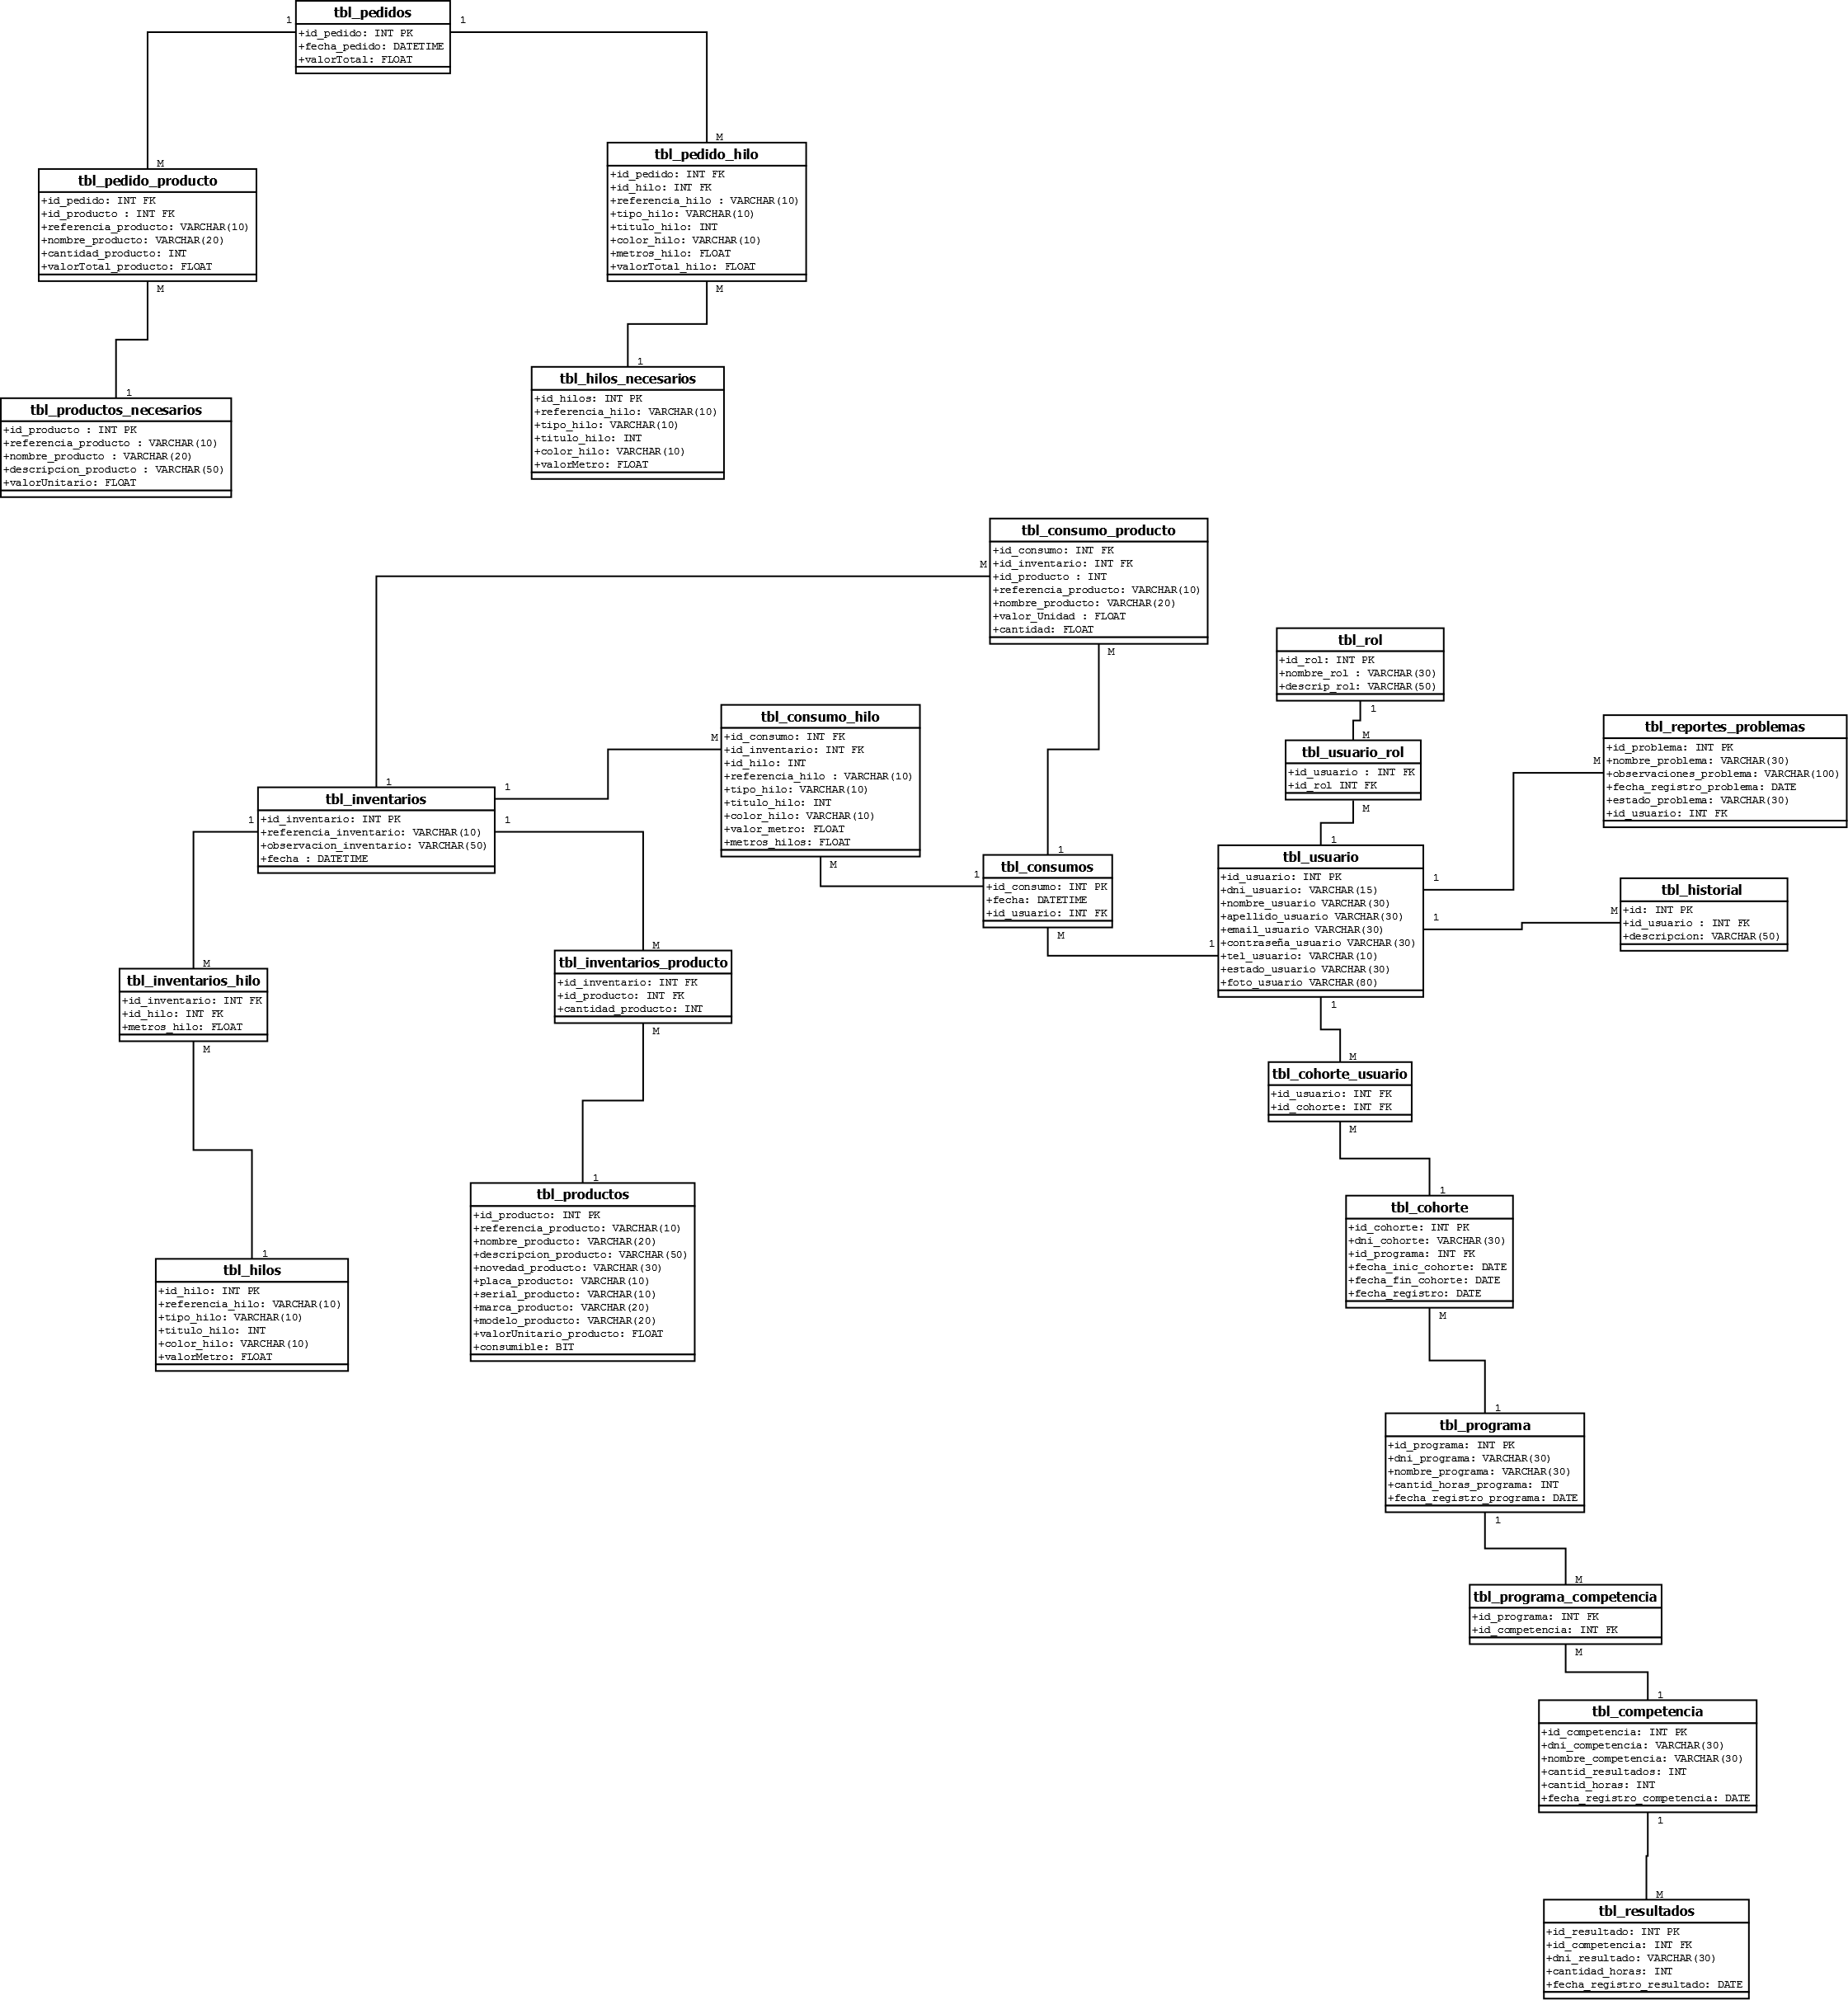 tbl_pedidos
+id_pedido: INT PK
+fecha_pedido: DATETIME
+valorTotal: FLOAT
1
1
M
M
tbl_pedido_producto
+id_pedido: INT FK
+id_producto : INT FK
+referencia_producto: VARCHAR(10)
+nombre_producto: VARCHAR(20)
+cantidad_producto: INT
+valorTotal_producto: FLOAT
M
tbl_pedido_hilo
+id_pedido: INT FK
+id_hilo: INT FK
+referencia_hilo : VARCHAR(10)
+tipo_hilo: VARCHAR(10)
+titulo_hilo: INT
+color_hilo: VARCHAR(10)
+metros_hilo: FLOAT
+valorTotal_hilo: FLOAT
M
1
tbl_productos_necesarios
+id_producto : INT PK
+referencia_producto : VARCHAR(10)
+nombre_producto : VARCHAR(20)
+descripcion_producto : VARCHAR(50)
+valorUnitario: FLOAT
1
tbl_hilos_necesarios
+id_hilos: INT PK
+referencia_hilo: VARCHAR(10)
+tipo_hilo: VARCHAR(10)
+titulo_hilo: INT
+color_hilo: VARCHAR(10)
+valorMetro: FLOAT
M
tbl_consumo_producto
+id_consumo: INT FK
+id_inventario: INT FK
+id_producto : INT
+referencia_producto: VARCHAR(10)
+nombre_producto: VARCHAR(20)
+valor_Unidad : FLOAT
+cantidad: FLOAT
M
tbl_rol
+id_rol: INT PK
+nombre_rol : VARCHAR(30)
+descrip_rol: VARCHAR(50)
1
M
tbl_consumo_hilo
+id_consumo: INT FK
+id_inventario: INT FK
+id_hilo: INT
+referencia_hilo : VARCHAR(10)
+tipo_hilo: VARCHAR(10)
+titulo_hilo: INT
+color_hilo: VARCHAR(10)
+valor_metro: FLOAT
+metros_hilos: FLOAT
M
M
tbl_usuario_rol
+id_usuario : INT FK
+id_rol INT FK
M
M
tbl_reportes_problemas
+id_problema: INT PK
+nombre_problema: VARCHAR(30)
+observaciones_problema: VARCHAR(100)
+fecha_registro_problema: DATE
+estado_problema: VARCHAR(30)
+id_usuario: INT FK
1
1
1
1
tbl_inventarios
+id_inventario: INT PK
+referencia_inventario: VARCHAR(10)
+observacion_inventario: VARCHAR(50)
+fecha : DATETIME
1
1
tbl_consumos
+id_consumo: INT PK
+fecha: DATETIME
+id_usuario: INT FK
M
1
1
1
1
tbl_usuario
+id_usuario: INT PK
+dni_usuario: VARCHAR(15)
+nombre_usuario VARCHAR(30)
+apellido_usuario VARCHAR(30)
+email_usuario VARCHAR(30)
+contraseña_usuario VARCHAR(30)
+tel_usuario: VARCHAR(10)
+estado_usuario VARCHAR(30)
+foto_usuario VARCHAR(80)
1
M
tbl_historial
+id: INT PK
+id_usuario : INT FK
+descripcion: VARCHAR(50)
M
tbl_inventarios_hilo
+id_inventario: INT FK
+id_hilo: INT FK
+metros_hilo: FLOAT
M
M
tbl_inventarios_producto
+id_inventario: INT FK
+id_producto: INT FK
+cantidad_producto: INT
M
M
tbl_cohorte_usuario
+id_usuario: INT FK
+id_cohorte: INT FK
M
1
tbl_productos
+id_producto: INT PK
+referencia_producto: VARCHAR(10)
+nombre_producto: VARCHAR(20)
+descripcion_producto: VARCHAR(50)
+novedad_producto: VARCHAR(30)
+placa_producto: VARCHAR(10)
+serial_producto: VARCHAR(10)
+marca_producto: VARCHAR(20)
+modelo_producto: VARCHAR(20)
+valorUnitario_producto: FLOAT
+consumible: BIT
1
tbl_hilos
+id_hilo: INT PK
+referencia_hilo: VARCHAR(10)
+tipo_hilo: VARCHAR(10)
+titulo_hilo: INT
+color_hilo: VARCHAR(10)
+valorMetro: FLOAT
1
tbl_cohorte
+id_cohorte: INT PK
+dni_cohorte: VARCHAR(30)
+id_programa: INT FK
+fecha_inic_cohorte: DATE
+fecha_fin_cohorte: DATE
+fecha_registro: DATE
M
1
tbl_programa
+id_programa: INT PK
+dni_programa: VARCHAR(30)
+nombre_programa: VARCHAR(30)
+cantid_horas_programa: INT
+fecha_registro_programa: DATE
1
M
tbl_programa_competencia
+id_programa: INT FK
+id_competencia: INT FK
M
1
tbl_competencia
+id_competencia: INT PK
+dni_competencia: VARCHAR(30)
+nombre_competencia: VARCHAR(30)
+cantid_resultados: INT
+cantid_horas: INT
+fecha_registro_competencia: DATE
1
M
tbl_resultados
+id_resultado: INT PK
+id_competencia: INT FK
+dni_resultado: VARCHAR(30)
+cantidad_horas: INT
+fecha_registro_resultado: DATE